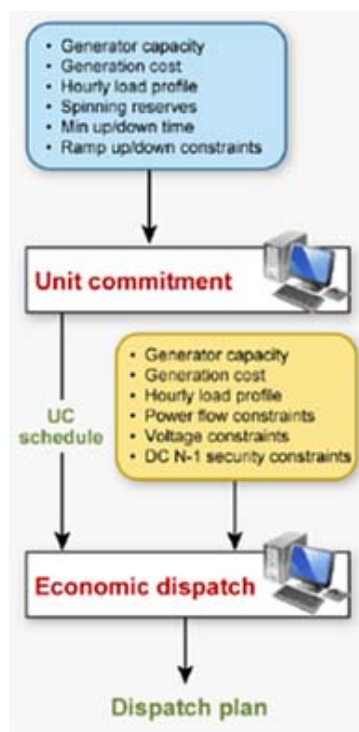 • Generator capacity
• Generation cost
• Hourly load profile
• Spinning reserves
• Min up/down time
• Ramp up/down constraints
Unit commitment
• Generator capacity
• Generation cost
• Hourly load profile
• Power flow constraints
• Voltage constraints
• DC N-1 security constraints
UC
schedule
Economic dispatch
Dispatch plan